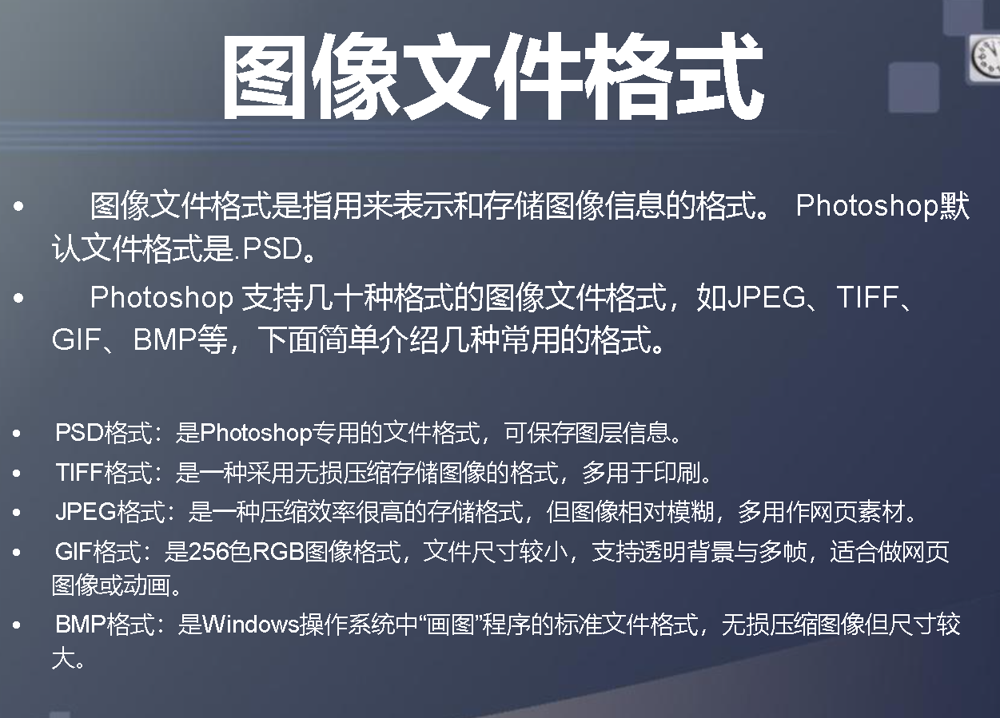 图像文件格式
• 图像文件格式是指用来表示和存储图像信息的格式。 Photoshop默
认文件格式是.PSD。
• Photoshop 支持几十种格式的图像文件格式，如JPEG、TIFF、
GIF、BMP等，下面简单介绍几种常用的格式。
• PSD格式：是Photoshop专用的文件格式，可保存图层信息。
• TIFF格式：是一种采用无损压缩存储图像的格式，多用于印刷。
• JPEG格式：是一种压缩效率很高的存储格式，但图像相对模糊，多用作网页素材。
• GIF格式：是256色RGB图像格式，文件尺寸较小，支持透明背景与多帧，适合做网页
图像或动画。
• BMP格式：是Windows操作系统中“画图”程序的标准文件格式，无损压缩图像但尺寸较
大。